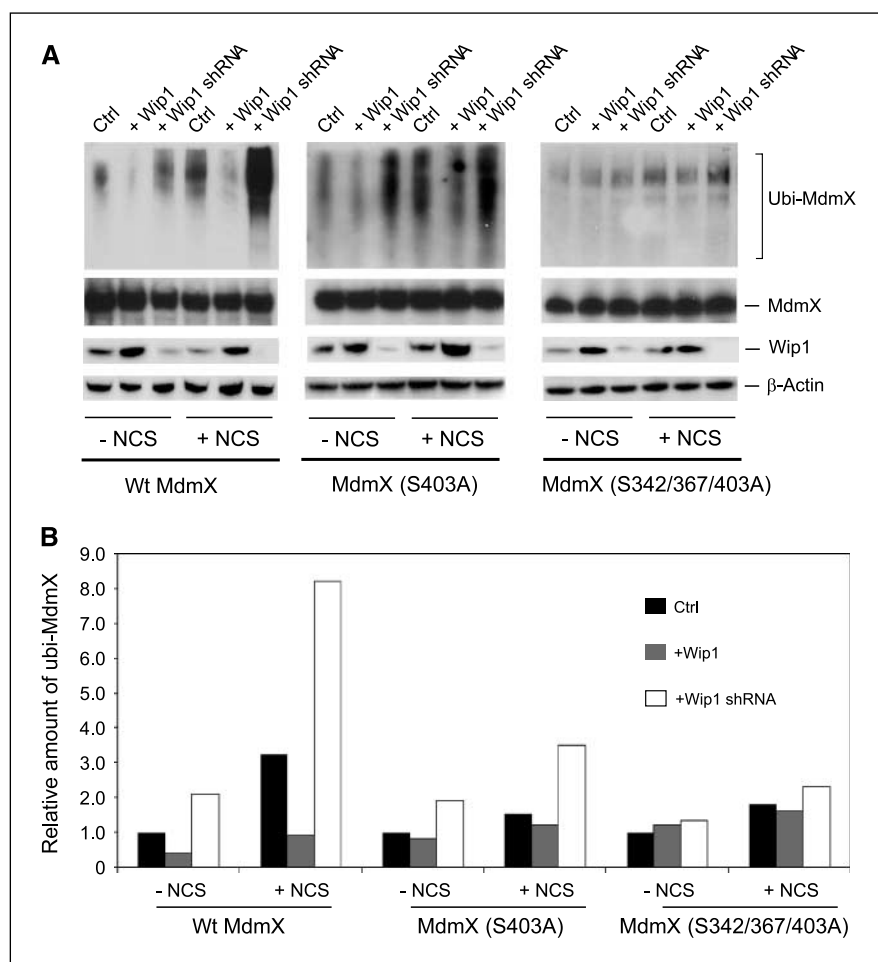 A
Ctrl
+ Wip1
+ Wip1 shRNA
Ctrl
+ Wip1
+ Wip1 shRNA
Ctrl
+ Wip1
+ Wip1 shRNA
Ctrl
+ Wip1
+ Wip1 shRNA
Ctrl
+ Wip1
+ Wip1 shRNA
Ctrl
+ Wip1
+ Wip1 shRNA
Ubi-MdmX
MdmX
Wip1
β-Actin
- NCS + NCS - NCS + NCS - NCS + NCS
Wt MdmX MdmX (S403A) MdmX (S342/367/403A)
B
Relative amount of ubi-MdmX
9.0
8.0
7.0
6.0
5.0
4.0
3.0
2.0
1.0
0
Ctrl
+Wip1
+Wip1 shRNA
- NCS + NCS - NCS + NCS - NCS + NCS
Wt MdmX MdmX (S403A) MdmX (S342/367/403A)